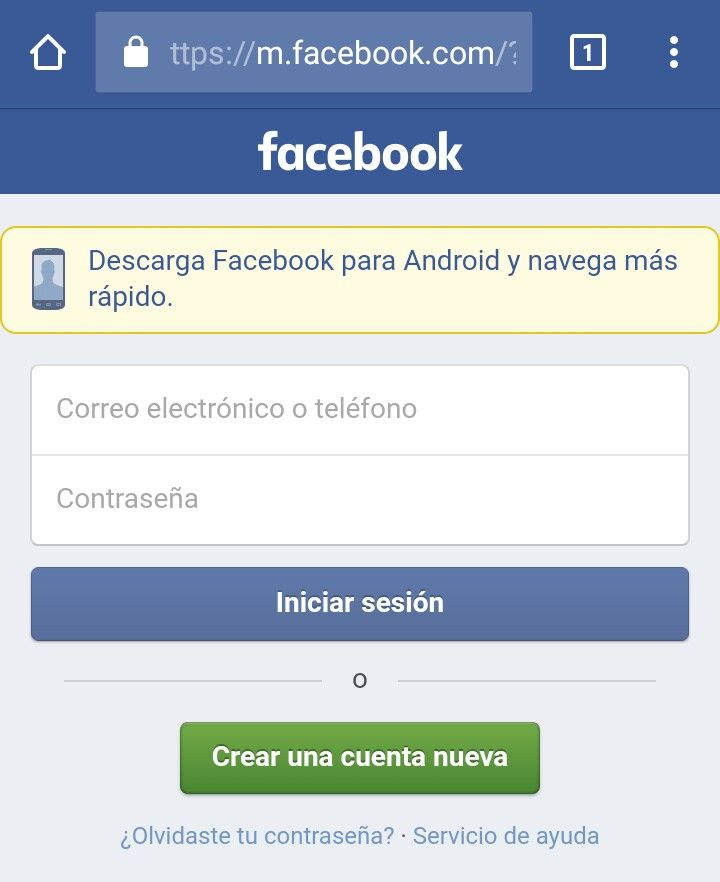 ttps://m.facebook.com/?
1
facebook
Descarga Facebook para Android y navega más
rápido.
Correo electrónico o teléfono
Contraseña
Iniciar sesión
o
Crear una cuenta nueva
¿Olvidaste tu contraseña? · Servicio de ayuda